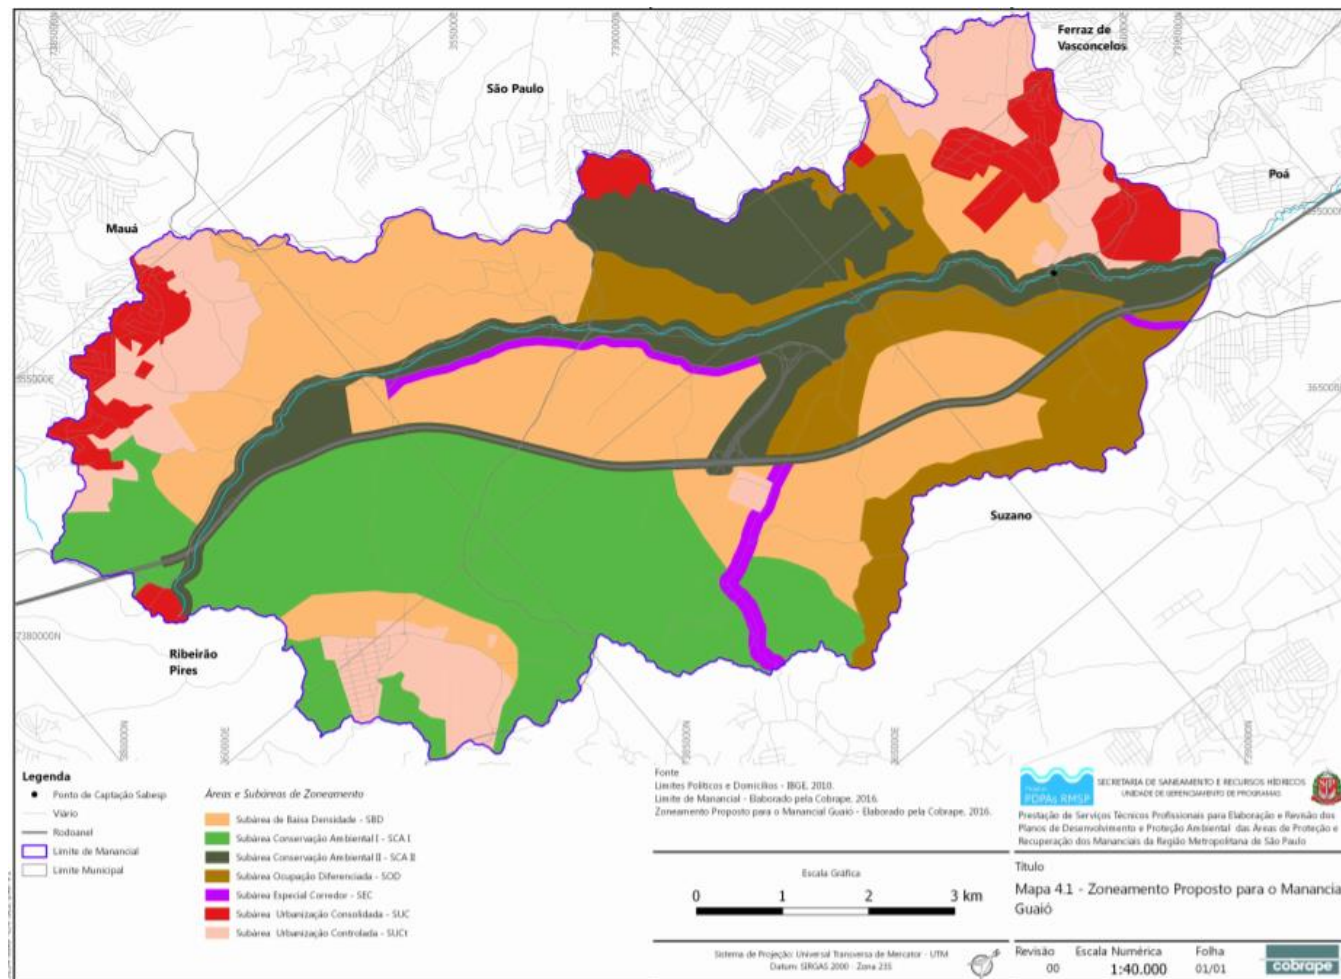 Ferraz de
Vasconcelos
São Paulo
Poá
Mauá
Suzano
Ribeirão
Pires
7380000N
Legenda
Ponto de Captação Sabesp
Viário
Rodoanel
Limite de Manancial
Limite Municipal
Áreas e Subáreas de Zoneamento
Subárea de Baixa Densidade - SBD
Subárea Conservação Ambiental I - SCA I
Subárea Conservação Ambiental II - SCA II
Subárea Ocupação Diferenciada - SOD
Subárea Especial Corredor - SEC
Subárea Urbanização Consolidada - SUC
Subárea Urbanização Controlada - SUCt
Fonte
Limites Políticos e Domicílios - IBGE, 2010.
Limite de Manancial - Elaborado pela Cobrape, 2016.
Zoneamento Proposto para o Manancial Guaió - Elaborado pela Cobrape, 2016.
Escala Gráfica
0 1 2 3 km
Sistema de Projeção: Universal Transversa de Mercator - UTM
Datum: SIRGAS 2000 - Zona 23S
PDPAs RMSP
SECRETARIA DE SANEAMENTO E RECURSOS HÍDRICOS
UNIDADE DE GERENCIAMENTO DE PROGRAMAS
Prestação de Serviços Técnicos Profissionais para Elaboração e Revisão dos
Planos de Desenvolvimento e Proteção Ambiental das Áreas de Proteção e
Recuperação dos Mananciais da Região Metropolitana de São Paulo
Título
Mapa 4.1 - Zoneamento Proposto para o Manancia
Guaió
Revisão Escala Numérica Folha
00 1:40.000 01/01
cobrape